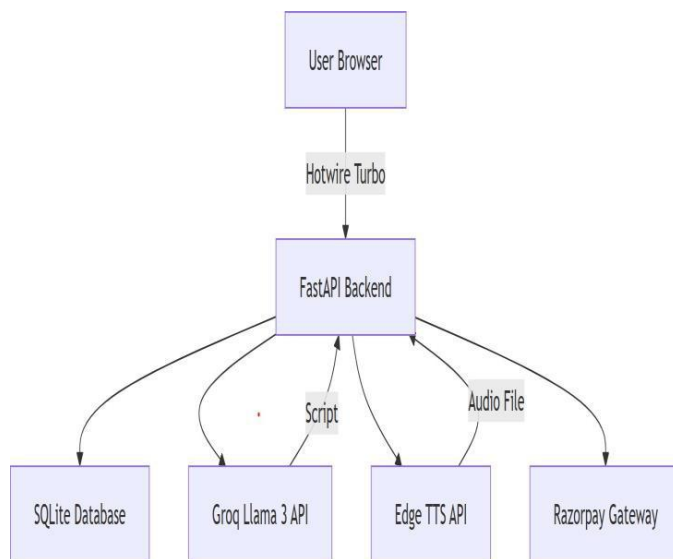 User Browser
Hotwire Turbo
FastAPI Backend
Script
Audio File
SQLite Database
Groq Llama 3 API
Edge TTS API
Razorpay Gateway